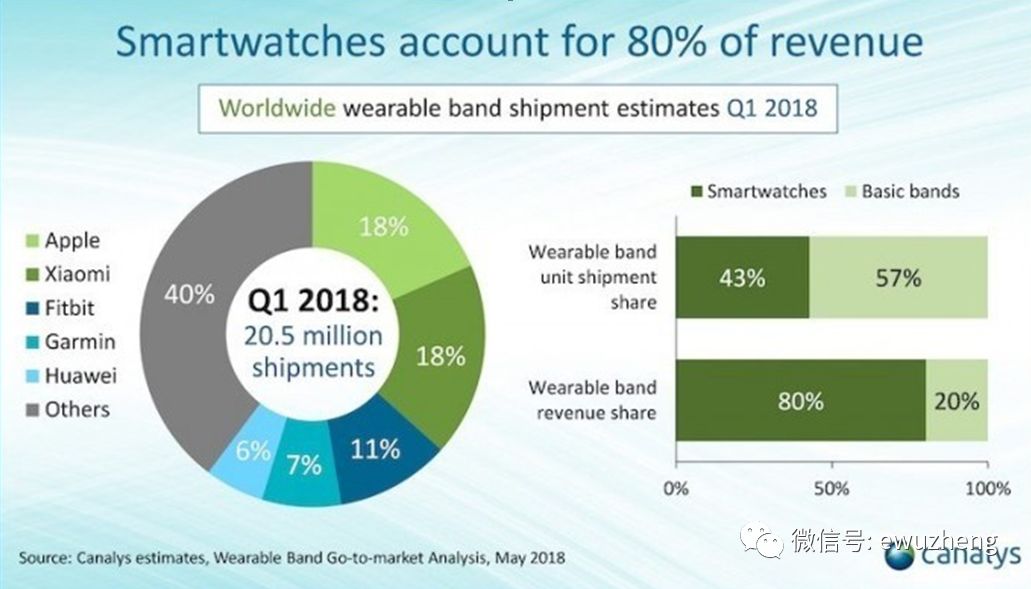 Smartwatches account for 80% of revenue
Worldwide wearable band shipment estimates Q1 2018
Apple
Xiaomi
Fitbit
Garmin
Huawei
Others
18%
18%
11%
7%
6%
40%
Q1 2018:
20.5 million
shipments
Smartwatches
Basic bands
Wearable band
unit shipment
share
43%
57%
Wearable band
revenue share
80%
20%
0%
50%
100%
Source: Canalys estimates, Wearable Band Go-to-market Analysis, May 2018
微信号: ewuzheng
canalys